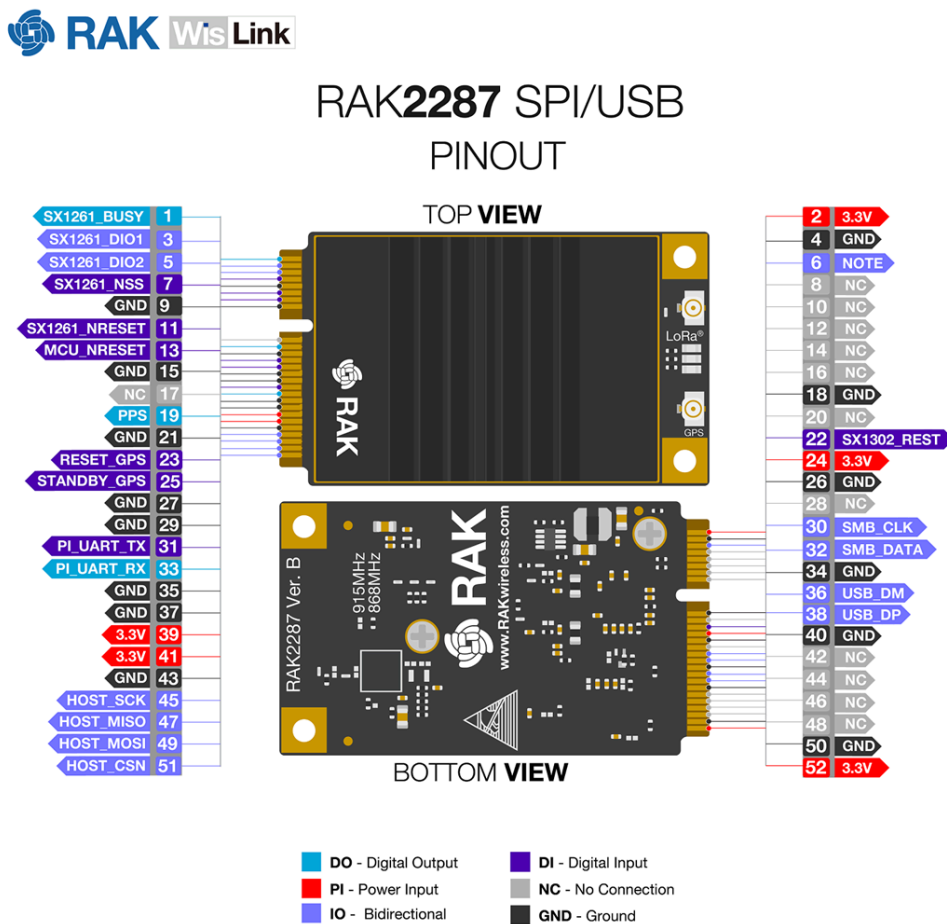 RAK WisLink
RAK2287 SPI/USB
PINOUT
TOP VIEW
SX1261_BUSY 1
SX1261_DIO1 3
SX1261_DIO2 5
SX1261_NSS 7
GND 9
SX1261_NRESET 11
MCU_NRESET 13
GND 15
NC 17
PPS 19
GND 21
RESET_GPS 23
STANDBY_GPS 25
GND 27
GND 29
PI_UART_TX 31
PI_UART_RX 33
GND 35
GND 37
3.3V 39
3.3V 41
GND 43
HOST_SCK 45
HOST_MISO 47
HOST_MOSI 49
HOST_CSN 51
LoRa®
GPS
RAK
RAK2287 Ver. B
915MHz
868MHz
RAK
www.RAKwireless.com
2 3.3V
4 GND
6 NOTE
8 NC
10 NC
12 NC
14 NC
16 NC
18 GND
20 NC
22 SX1302_REST
24 3.3V
26 GND
28 NC
30 SMB_CLK
32 SMB_DATA
34 GND
36 USB_DM
38 USB_DP
40 GND
42 NC
44 NC
46 NC
48 NC
50 GND
52 3.3V
BOTTOM VIEW
DO - Digital Output
PI - Power Input
IO - Bidirectional
DI - Digital Input
NC - No Connection
GND - Ground